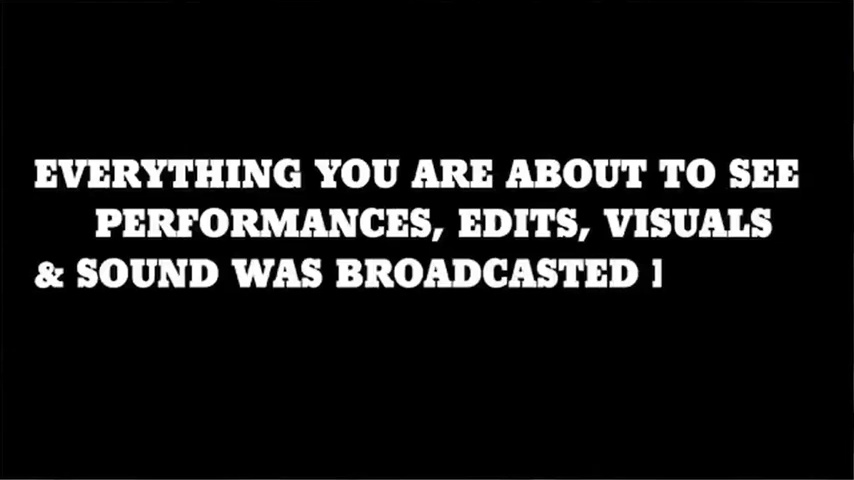 EVERYTHING YOU ARE ABOUT TO SEE
PERFORMANCES, EDITS, VISUALS
& SOUND WAS BROADCASTED